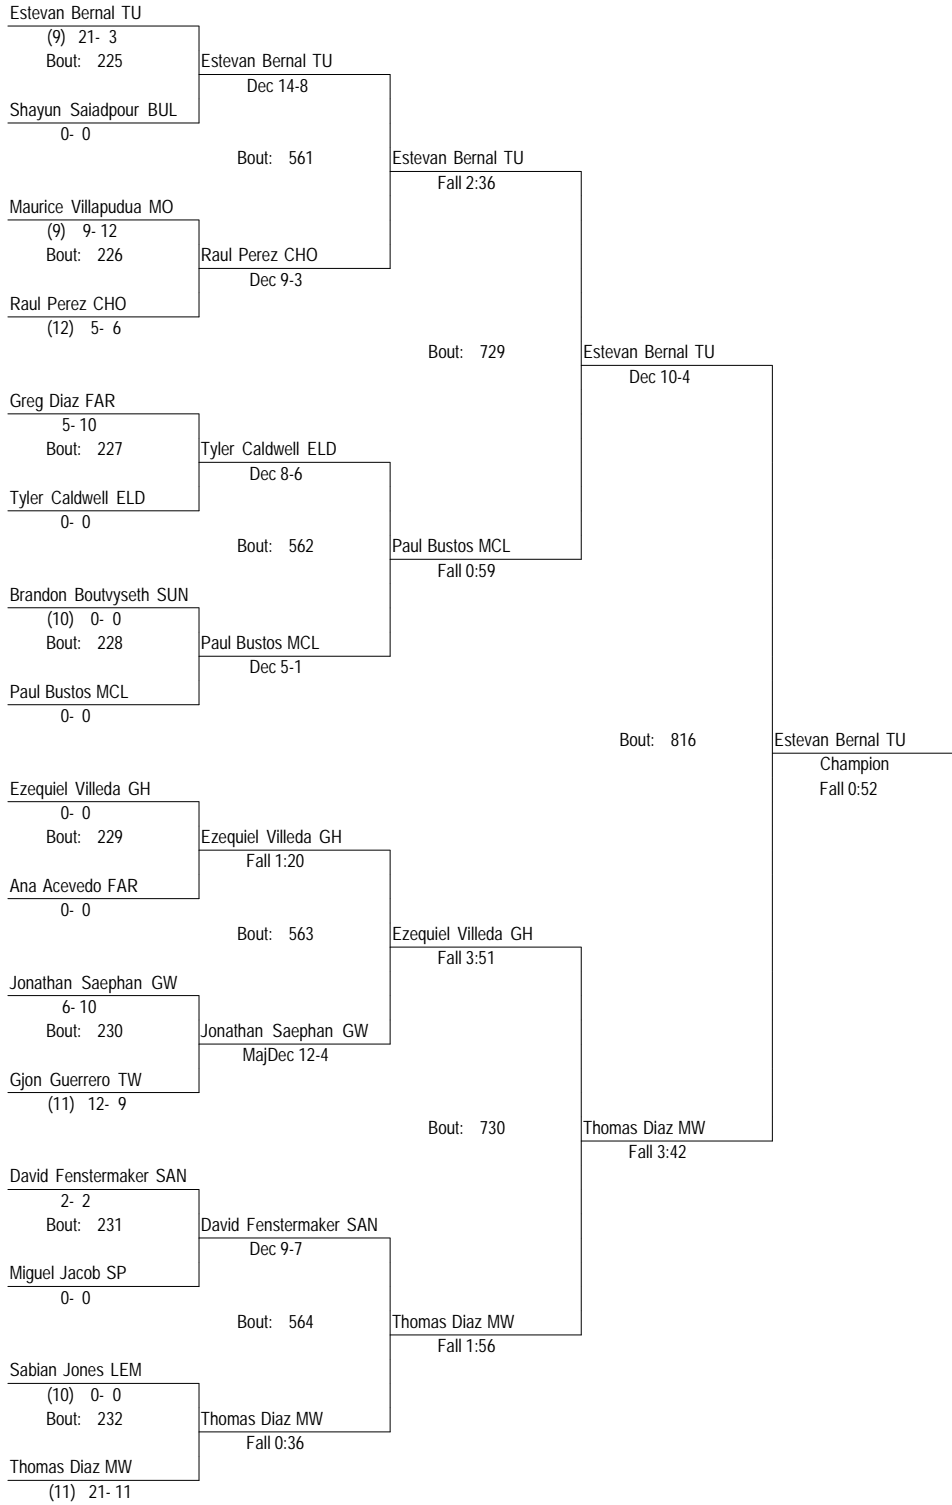 Estevan Bernal TU
(9) 21- 3
Bout: 225
Estevan Bernal TU
Dec 14-8
Shayun Saiadpour BUL
0- 0
Bout: 561
Estevan Bernal TU
Fall 2:36
Maurice Villapudua MO
(9) 9- 12
Bout: 226
Raul Perez CHO
Dec 9-3
Raul Perez CHO
(12) 5- 6
Bout: 729
Estevan Bernal TU
Dec 10-4
Greg Diaz FAR
5- 10
Bout: 227
Tyler Caldwell ELD
Dec 8-6
Tyler Caldwell ELD
0- 0
Bout: 562
Paul Bustos MCL
Fall 0:59
Brandon Boutvyseth SUN
(10) 0- 0
Bout: 228
Paul Bustos MCL
Dec 5-1
Paul Bustos MCL
0- 0
Bout: 816
Estevan Bernal TU
Champion
Fall 0:52
Ezequiel Villeda GH
0- 0
Bout: 229
Ezequiel Villeda GH
Fall 1:20
Ana Acevedo FAR
0- 0
Bout: 563
Ezequiel Villeda GH
Fall 3:51
Jonathan Saephan GW
6- 10
Bout: 230
Jonathan Saephan GW
MajDec 12-4
Gjon Guerrero TW
(11) 12- 9
Bout: 730
Thomas Diaz MW
Fall 3:42
David Fenstermaker SAN
2- 2
Bout: 231
David Fenstermaker SAN
Dec 9-7
Miguel Jacob SP
0- 0
Bout: 564
Thomas Diaz MW
Fall 1:56
Sabian Jones LEM
(10) 0- 0
Bout: 232
Thomas Diaz MW
Fall 0:36
Thomas Diaz MW
(11) 21- 11